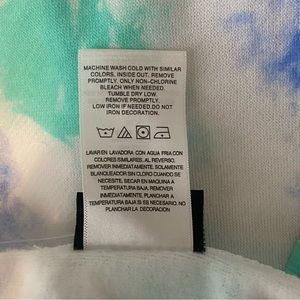 MACHINE WASH COLD WITH SIMILAR
COLORS, INSIDE OUT. REMOVE
PROMPTLY. ONLY NON-CHLORINE
BLEACH WHEN NEEDED.
TUMBLE DRY LOW.
REMOVE PROMPTLY.
LOW IRON IF NEEDED.DO NOT
IRON DECORATION.
LAVAR EN LAVADORA CON AGUA FRIA CON
COLORES SIMILARES, AL REVERSO.
REMOVER INMEDIATAMENTE. SOLAMENTE
BLANQUEADOR SIN CLORO CUANDO SE
NECESITE. SECAR EN MAQUINA A
TEMPERATURA BAJA. REMOVER
INMEDIATAMENTE. PLANCHAR A
TEMPERATURA BAJA SI ES NECESARIO. NO
PLANCHAR LA DECORACION